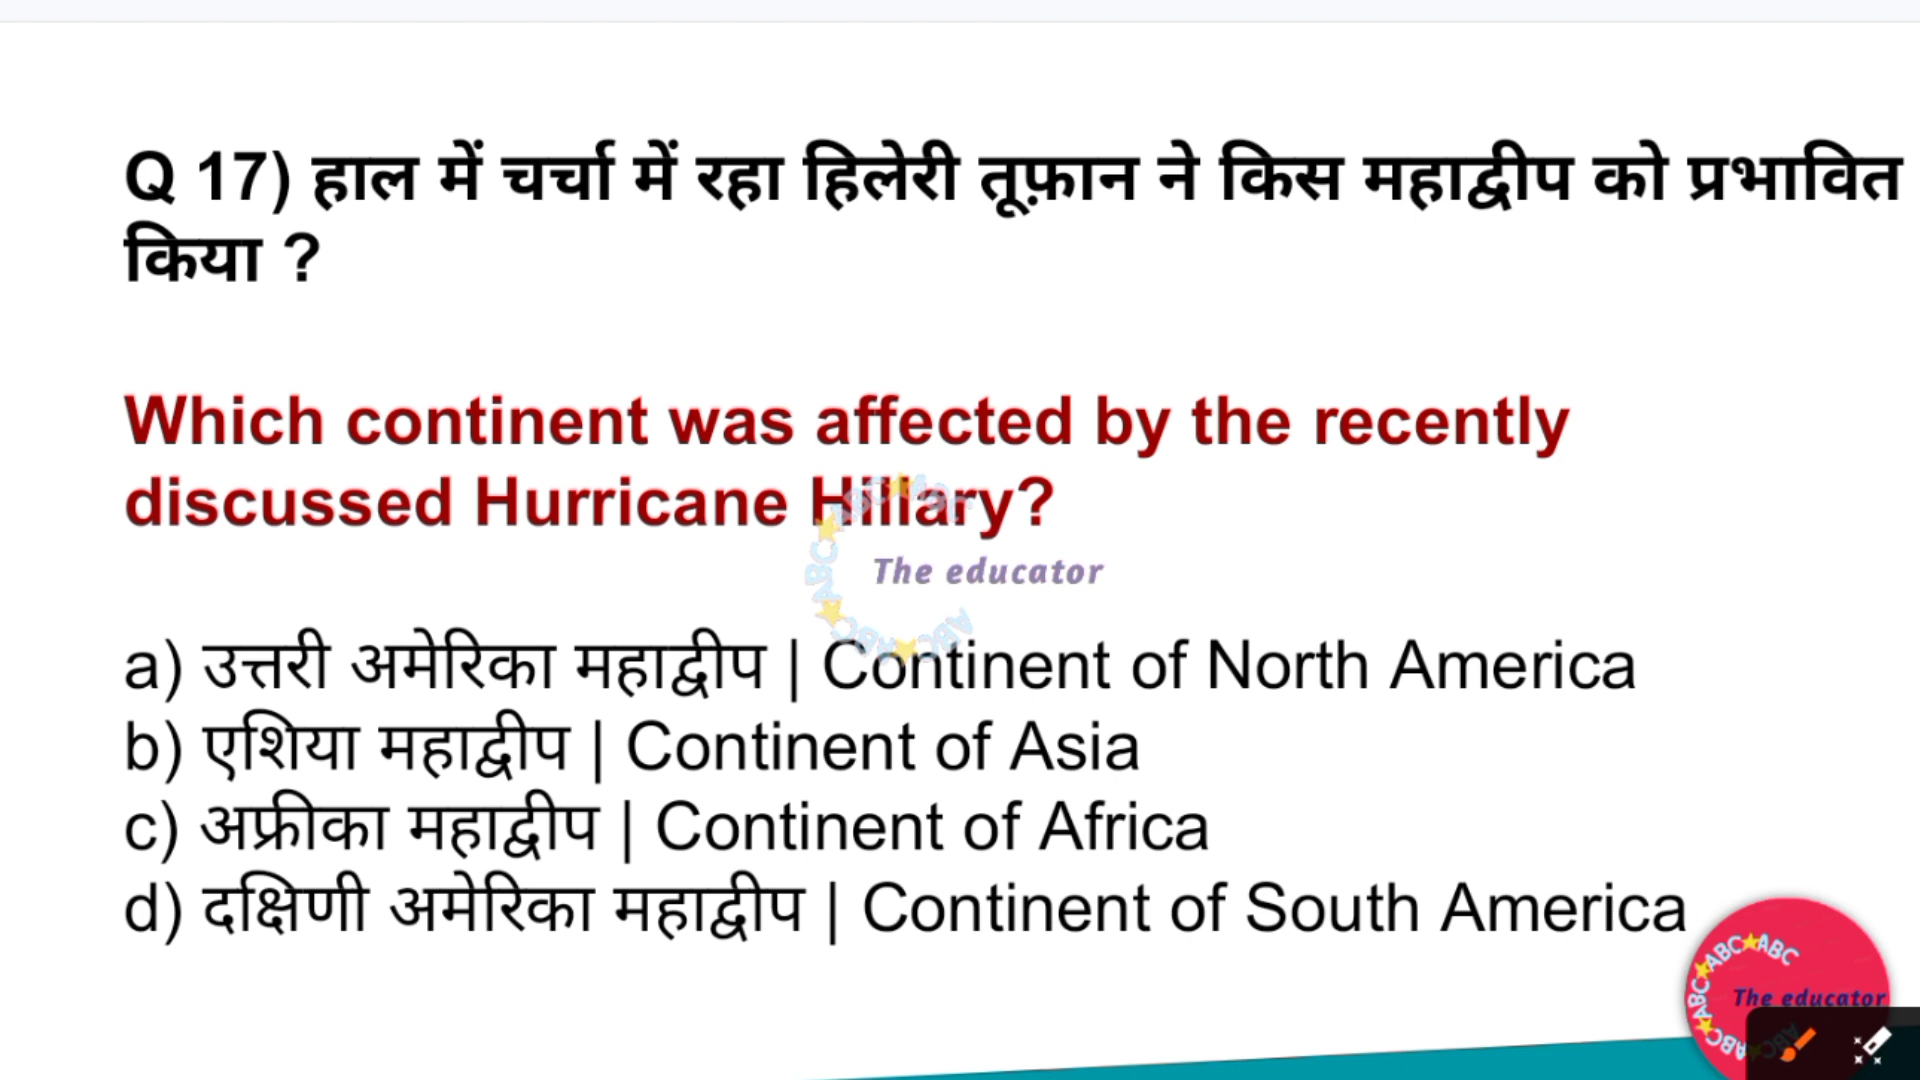 Q 17) हाल में चर्चा में रहा हिलेरी तूफ़ान ने किस महाद्वीप को प्रभावित
किया ?
Which continent was affected by the recently
discussed Hurricane Hillary?
The educator
a) उत्तरी अमेरिका महाद्वीप | Continent of North America
b) एशिया महाद्वीप | Continent of Asia
c) अफ्रीका महाद्वीप | Continent of Africa
d) दक्षिणी अमेरिका महाद्वीप | Continent of South America
ABC ABC ABC ABC
The educator